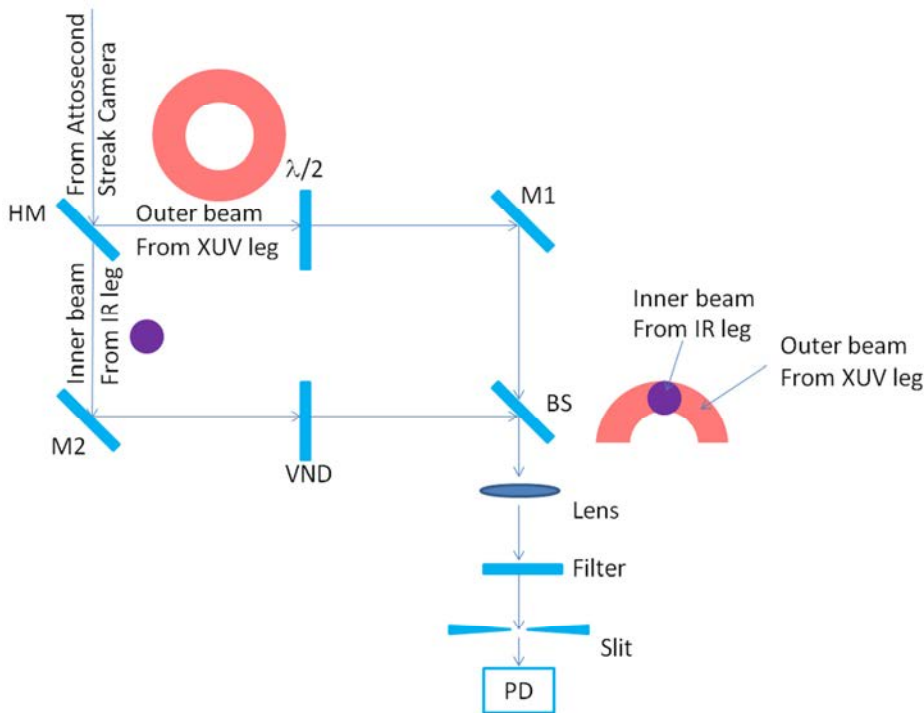 From Attosecond
Streak Camera
λ/2
M1
HM
Outer beam
From XUV leg
Inner beam
From IR leg
Inner beam
From IR leg
Outer beam
From XUV leg
BS
M2
VND
Lens
Filter
Slit
PD